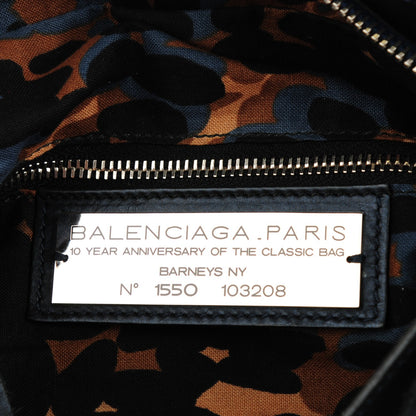 BALENCIAGA.PARIS
10 YEAR ANNIVERSARY OF THE CLASSIC BAG
BARNEYS NY
N° 1550 103208